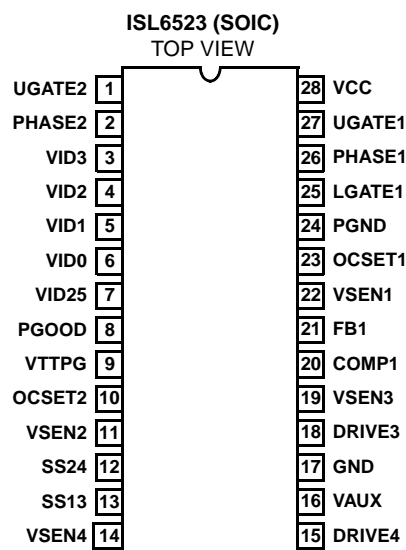 ISL6523 (SOIC)
TOP VIEW
UGATE2 1 28 VCC
PHASE2 2 27 UGATE1
VID3 3 26 PHASE1
VID2 4 25 LGATE1
VID1 5 24 PGND
VID0 6 23 OCSET1
VID25 7 22 VSEN1
PGOOD 8 21 FB1
VTTPG 9 20 COMP1
OCSET2 10 19 VSEN3
VSEN2 11 18 DRIVE3
SS24 12 17 GND
SS13 13 16 VAUX
VSEN4 14 15 DRIVE4